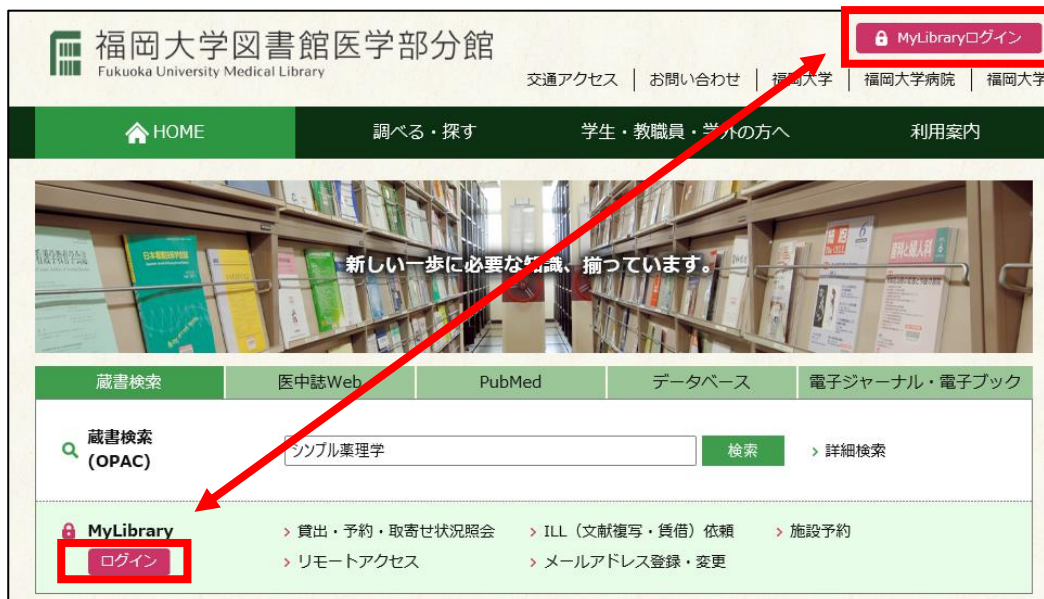 福岡大学図書館医学部分館
Fukuoka University Medical Library
MyLibraryログイン
交通アクセス | お問い合わせ | 福岡大学 | 福岡大学病院 | 福岡大学
HOME 調べる・探す 学生・教職員・学外の方へ 利用案内
新しい一歩に必要な知識、揃っています。
蔵書検索 医中誌Web PubMed データベース 電子ジャーナル・電子ブック
蔵書検索
(OPAC)
シンプル薬理学 検索 › 詳細検索
MyLibrary › 貸出・予約・取寄せ状況照会 › ILL（文献複写・賃借）依頼 › 施設予約
ログイン › リモートアクセス › メールアドレス登録・変更